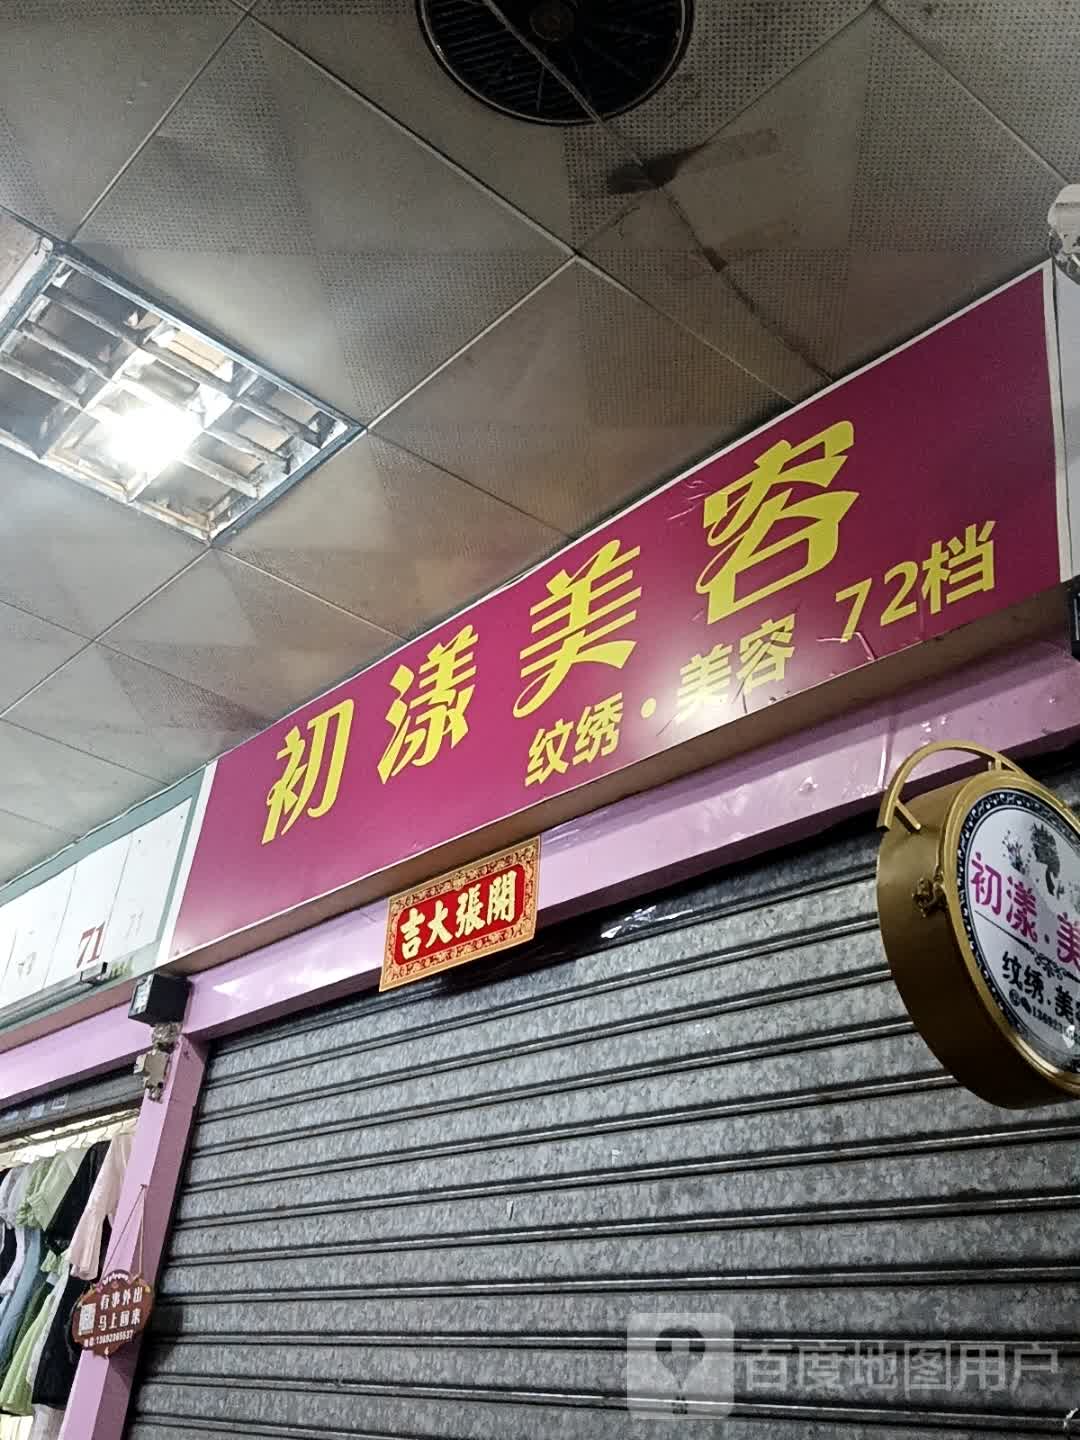 初漾美容
纹绣·美容 72档
71
吉大張開
初漾·美
纹绣·美
有事外出
马上回来
百度地图用户